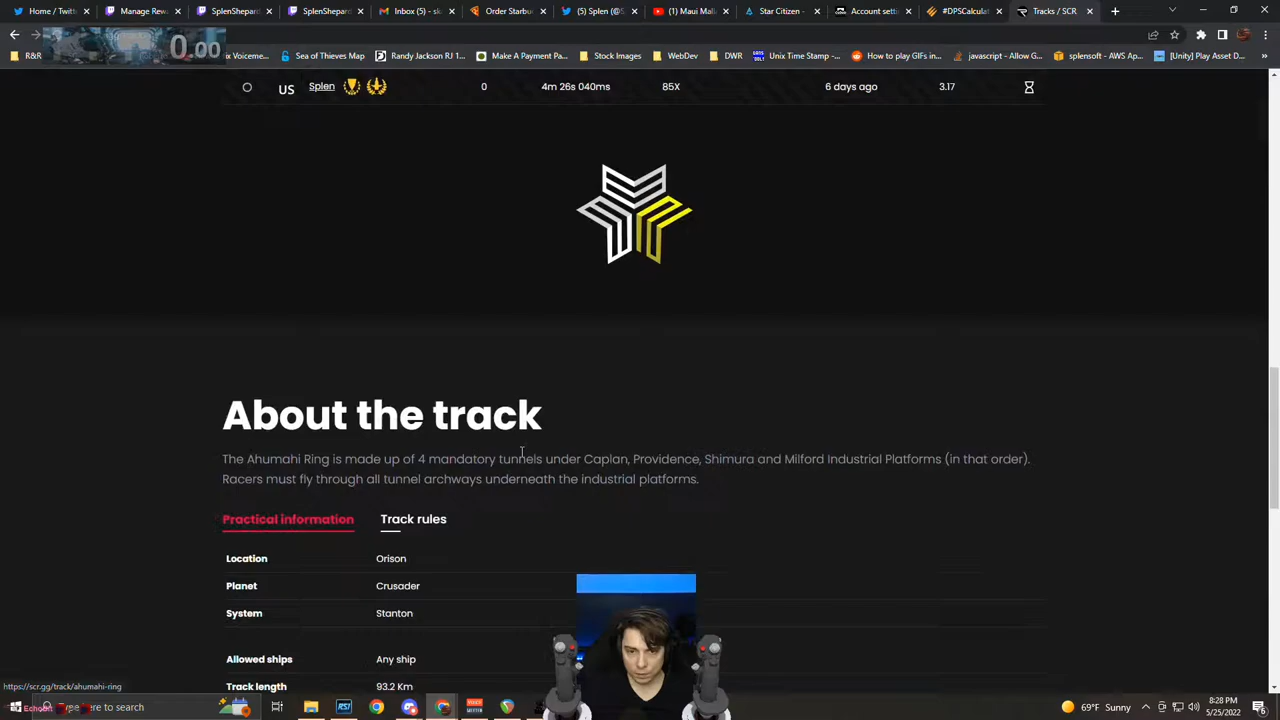 Home / Twitt
Manage Rew
SplenShepard
SplenShepard
Inbox (5) - sk
Order Starbu
(5) Splen (@S
(1) Maui Mall
Star Citizen
Account setti
#DPSCalculat
Tracks / SCR
0.00
R&R
Voiceme...
Sea of Thieves Map
Randy Jackson RJ I...
Make A Payment Pa...
Stock Images
WebDev
DWR
Unix Time Stamp -...
How to play GIFs in...
javascript - Allow G...
splensoft - AWS Ap...
[Unity] Play Asset D...
US
Splen
0
4m 26s 040ms
85X
6 days ago
3.17
About the track
The Ahumahi Ring is made up of 4 mandatory tunnels under Caplan, Providence, Shimura and Milford Industrial Platforms (in that order).
Racers must fly through all tunnel archways underneath the industrial platforms.
Practical information
Track rules
Location
Orison
Planet
Crusader
System
Stanton
Allowed ships
Any ship
Track length
93.2 Km
https://scr.gg/track/ahumahi-ring
here to search
RSI
69°F Sunny
8:28 PM
5/25/2022